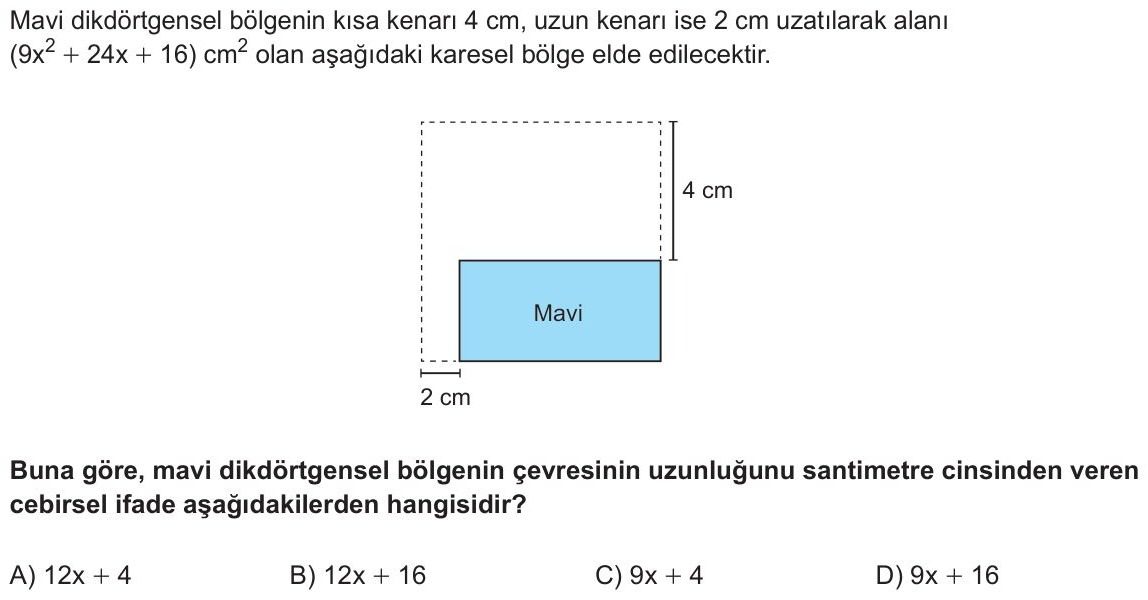 Mavi dikdörtgensel bölgenin kısa kenarı 4 cm, uzun kenarı ise 2 cm uzatılarak alanı
(9x² + 24x + 16) cm² olan aşağıdaki karesel bölge elde edilecektir.
4 cm
Mavi
2 cm
Buna göre, mavi dikdörtgensel bölgenin çevresinin uzunluğunu santimetre cinsinden veren
cebirsel ifade aşağıdakilerden hangisidir?
A) 12x + 4 B) 12x + 16 C) 9x + 4 D) 9x + 16